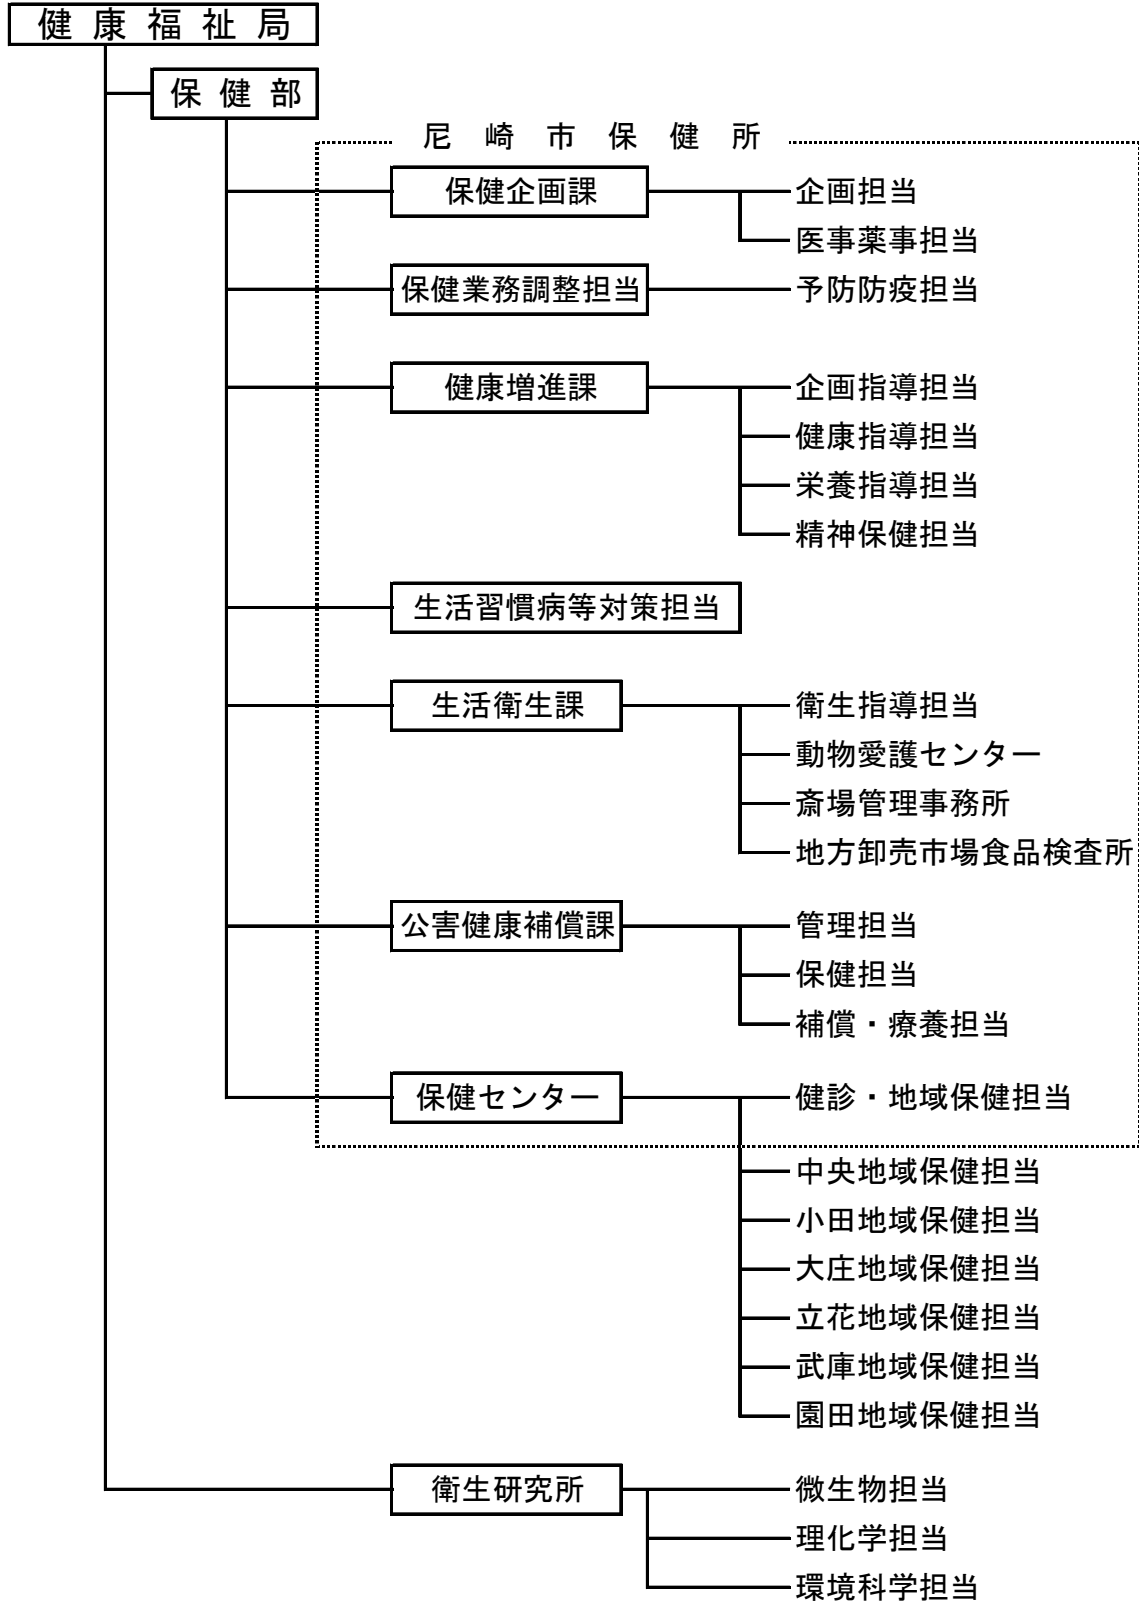 健康福祉局
保健部
尼崎市保健所
保健企画課
企画担当
医事薬事担当
保健業務調整担当
予防防疫担当
健康増進課
企画指導担当
健康指導担当
栄養指導担当
精神保健担当
生活習慣病等対策担当
生活衛生課
衛生指導担当
動物愛護センター
斎場管理事務所
地方卸売市場食品検査所
公害健康補償課
管理担当
保健担当
補償・療養担当
保健センター
健診・地域保健担当
中央地域保健担当
小田地域保健担当
大庄地域保健担当
立花地域保健担当
武庫地域保健担当
園田地域保健担当
衛生研究所
微生物担当
理化学担当
環境科学担当